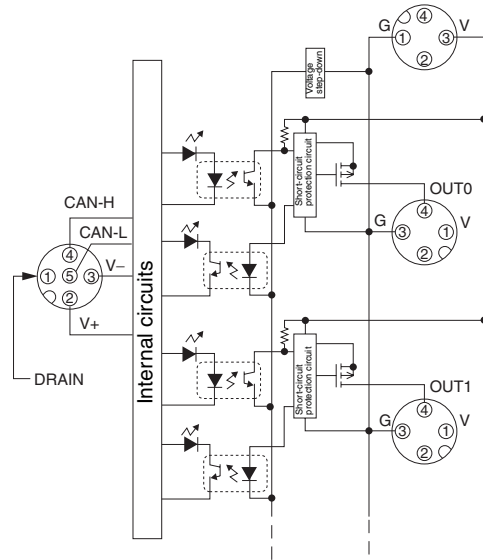 4
G
1
3
V
2
Voltage
step-down
Short-circuit
protection circuit
OUT0
4
G
3
1
V
2
CAN-H
CAN-L
4
1
5
3
V−
2
V+
DRAIN
Internal circuits
Short-circuit
protection circuit
OUT1
4
G
3
1
V
2